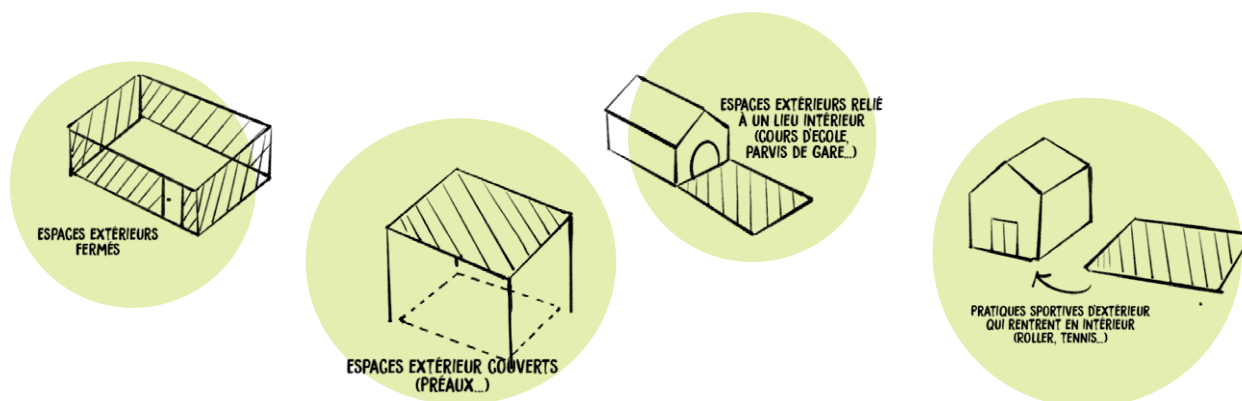 ESPACES EXTÉRIEURS
FERMÉS
ESPACES EXTÉRIEUR COUVERTS
(PRÉAUX...)
ESPACES EXTÉRIEURS RELIÉ
À UN LIEU INTÉRIEUR
(COURS D'ECOLE,
PARVIS DE GARE...)
PRATIQUES SPORTIVES D'EXTÉRIEUR
QUI RENTRENT EN INTÉRIEUR
(ROLLER, TENNIS...)